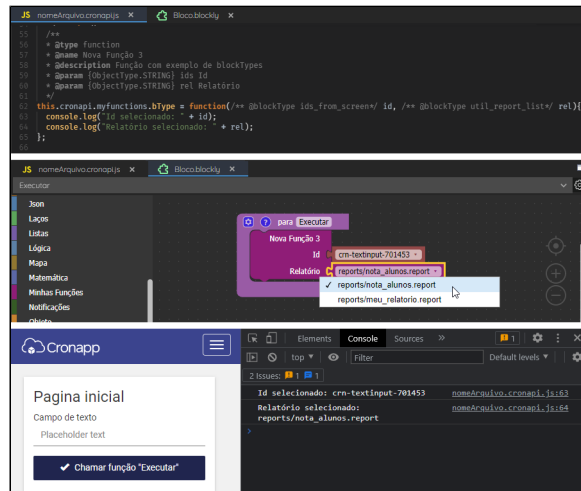 JS nomeArquivo.cronapi.js ×
Bloco.blockly ×
55 /**
56 * @type function
57 * @name Nova Função 3
58 * @description Função com exemplo de blockTypes
59 * @param {ObjectType.STRING} ids Id
60 * @param {ObjectType.STRING} rel Relatório
61 */
62 this.cronapi.myfunctions.bType = function(/** @blockType ids_from_screen*/ id, /** @blockType util_report_list*/ rel){
63 console.log("Id selecionado: " + id);
64 console.log("Relatório selecionado: " + rel);
65 };
66
JS nomeArquivo.cronapi.js ×
Bloco.blockly ×
Executar
Json
Laços
Listas
Lógica
Mapa
Matemática
Minhas Funções
Notificações
Objeto
? para Executar
Nova Função 3
Id crn-textinput-701453
Relatório reports/nota_alunos.report
✓ reports/nota_alunos.report
reports/meu_relatorio.report
Cronapp
Pagina inicial
Campo de texto
Placeholder text
✔ Chamar função "Executar"
Elements Console Sources » 1
top ▼ Filter Default levels ▼
2 Issues: 1 1
Id selecionado: crn-textinput-701453 nomeArquivo.cronapi.js:63
Relatório selecionado: nomeArquivo.cronapi.js:64
reports/nota_alunos.report